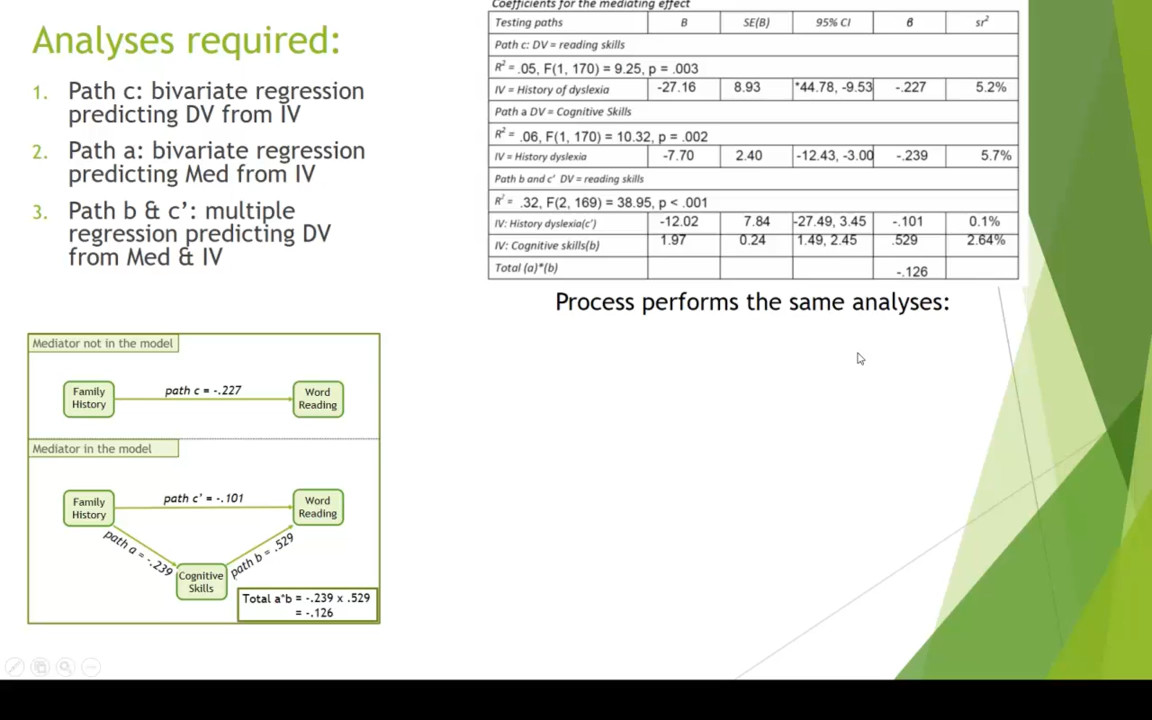 Analyses required:
1. Path c: bivariate regression
predicting DV from IV
2. Path a: bivariate regression
predicting Med from IV
3. Path b & c’: multiple
regression predicting DV
from Med & IV
Coefficients for the mediating effect
Testing paths B SE(B) 95% CI β sr²
Path c: DV = reading skills
R² = .05, F(1, 170) = 9.25, p = .003
IV = History of dyslexia -27.16 8.93 *44.78, -9.53 -.227 5.2%
Path a DV = Cognitive Skills
R² = .06, F(1, 170) = 10.32, p = .002
IV = History dyslexia -7.70 2.40 -12.43, -3.00 -.239 5.7%
Path b and c’ DV = reading skills
R² = .32, F(2, 169) = 38.95, p < .001
IV: History dyslexia(c’) -12.02 7.84 -27.49, 3.45 -.101 0.1%
IV: Cognitive skills(b) 1.97 0.24 1.49, 2.45 .529 2.64%
Total (a)*(b) -.126
Process performs the same analyses:
Mediator not in the model
Family
History
path c = -.227
Word
Reading
Mediator in the model
Family
History
path c’ = -.101
Word
Reading
path a = -.239
path b = .529
Cognitive
Skills
Total a*b = -.239 x .529
= -.126